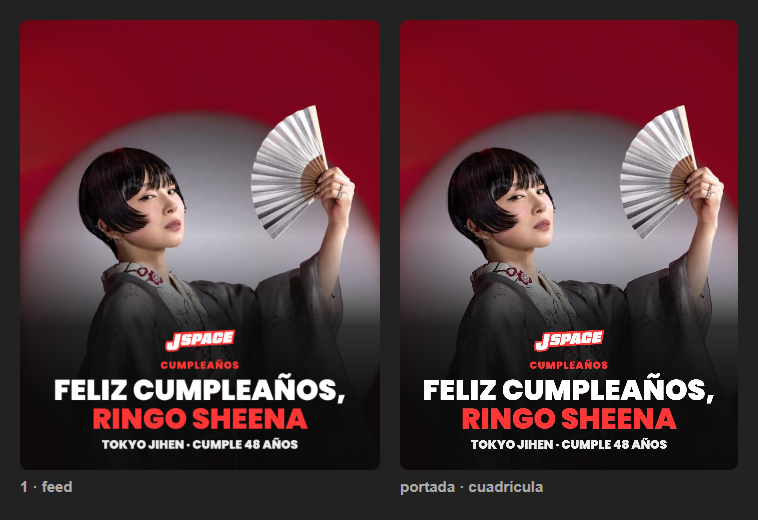 JSPACE
CUMPLEAÑOS
FELIZ CUMPLEAÑOS,
RINGO SHEENA
TOKYO JIHEN · CUMPLE 48 AÑOS
1 · feed
JSPACE
CUMPLEAÑOS
FELIZ CUMPLEAÑOS,
RINGO SHEENA
TOKYO JIHEN · CUMPLE 48 AÑOS
portada · cuadrícula